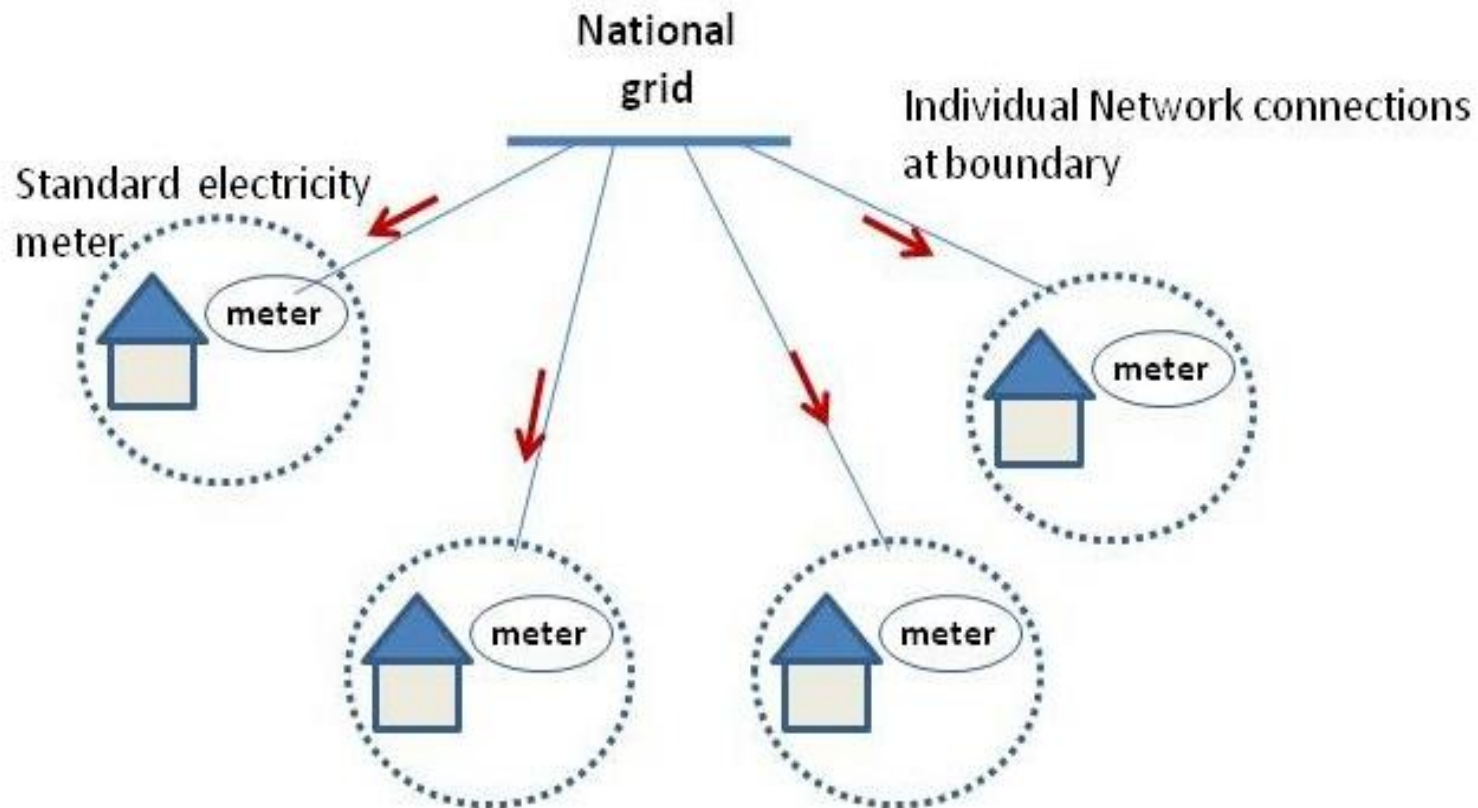 National
grid
Individual Network connections
at boundary
Standard electricity
meter
meter
meter
meter
meter